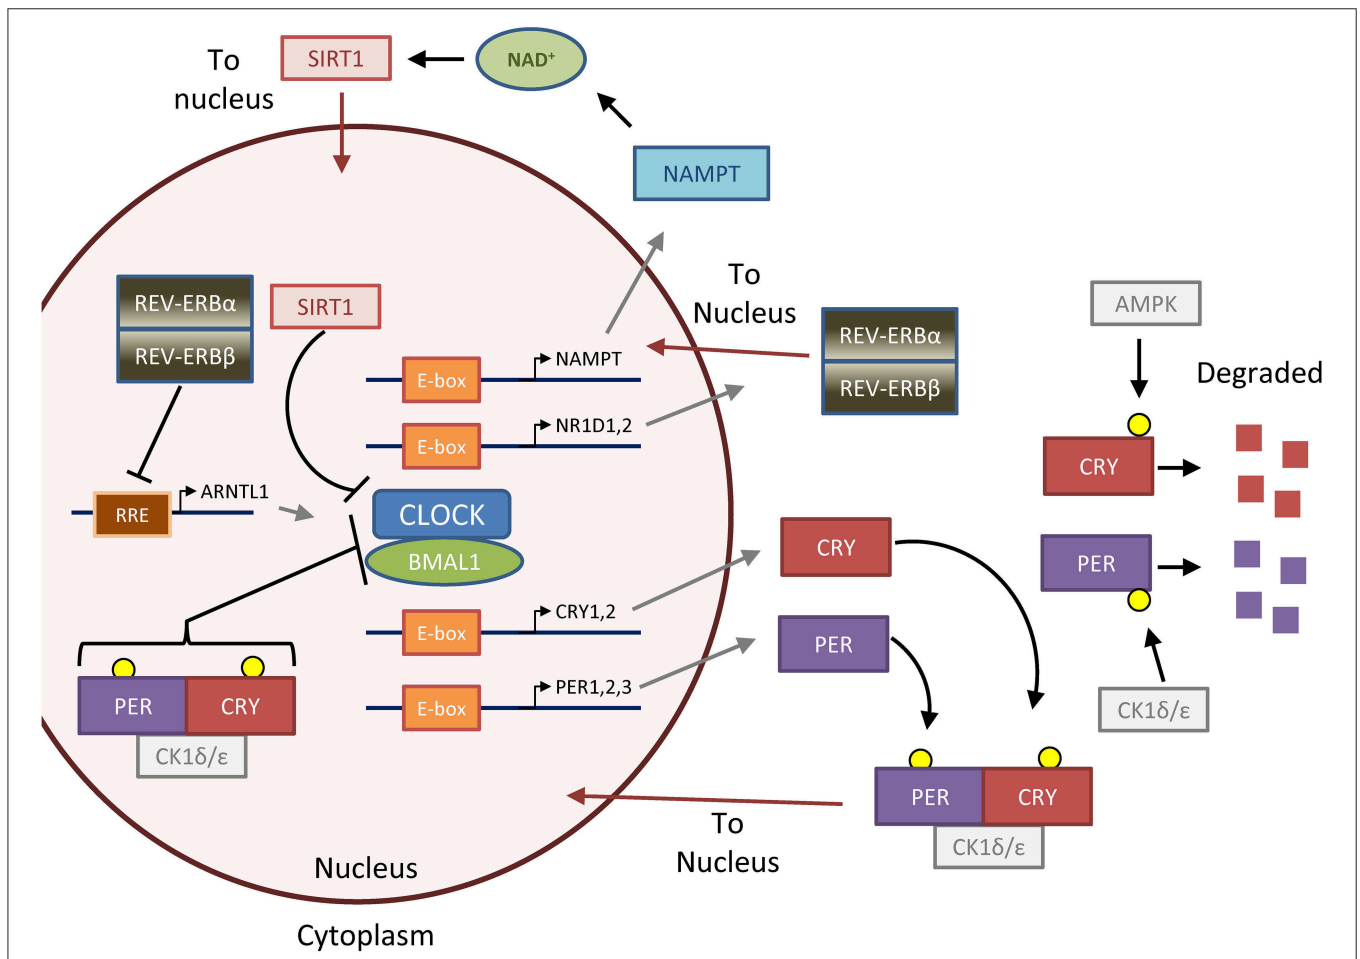 To
nucleus
SIRT1
NAD+
NAMPT
REV-ERBα
REV-ERBβ
SIRT1
To
Nucleus
REV-ERBα
REV-ERBβ
AMPK
Degraded
E-box
NAMPT
E-box
NR1D1,2
CRY
RRE
ARNTL1
CLOCK
BMAL1
CRY
PER
E-box
CRY1,2
PER
E-box
PER1,2,3
PER
CRY
CK1δ/ε
CK1δ/ε
PER
CRY
CK1δ/ε
To
Nucleus
Nucleus
Cytoplasm